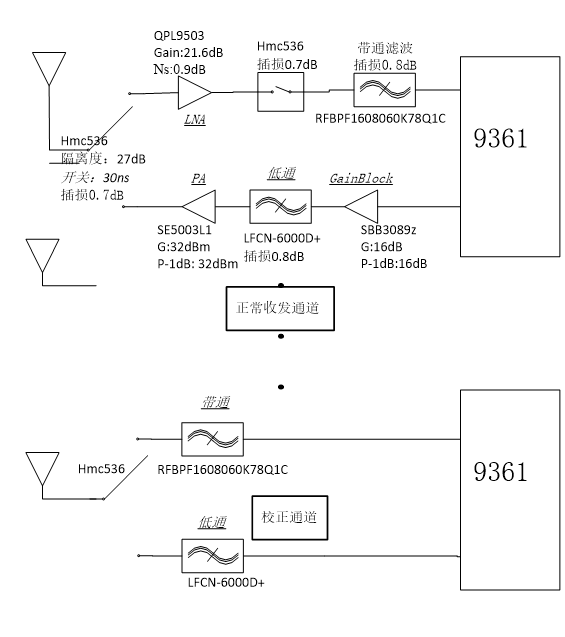 QPL9503
Gain:21.6dB
Ns:0.9dB
LNA
Hmc536
插损0.7dB
带通滤波
插损0.8dB
RFBPF1608060K78Q1C
9361
Hmc536
隔离度：27dB
开关：30ns
插损0.7dB
PA
SE5003L1
G:32dBm
P-1dB: 32dBm
低通
LFCN-6000D+
插损0.8dB
GainBlock
SBB3089z
G:16dB
P-1dB:16dB
正常收发通道
带通
RFBPF1608060K78Q1C
Hmc536
9361
校正通道
低通
LFCN-6000D+